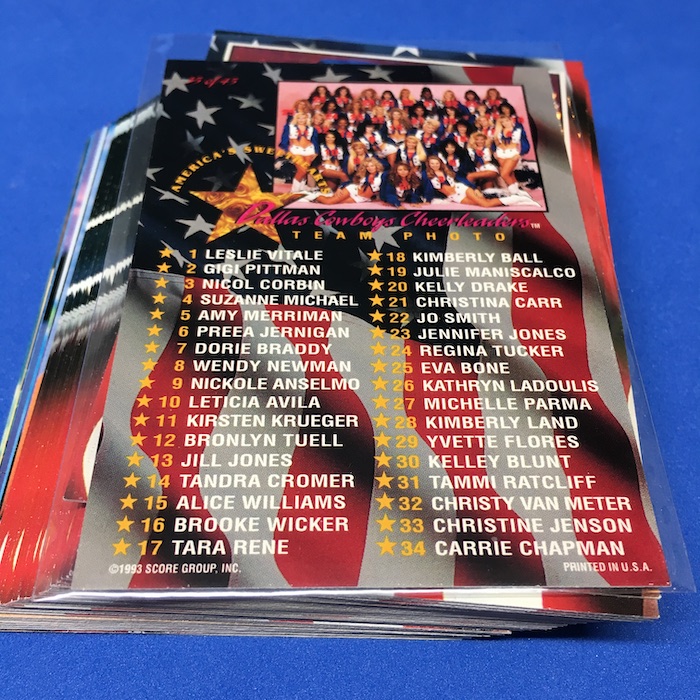 45 of 45
AMERICA'S SWEETHEARTS
Dallas Cowboys Cheerleaders™
TEAM PHOTO
★ 1 LESLIE VITALE
★ 2 GIGI PITTMAN
★ 3 NICOL CORBIN
★ 4 SUZANNE MICHAEL
★ 5 AMY MERRIMAN
★ 6 PREEA JERNIGAN
★ 7 DORIE BRADDY
★ 8 WENDY NEWMAN
★ 9 NICKOLE ANSELMO
★ 10 LETICIA AVILA
★ 11 KIRSTEN KRUEGER
★ 12 BRONLYN TUELL
★ 13 JILL JONES
★ 14 TANDRA CROMER
★ 15 ALICE WILLIAMS
★ 16 BROOKE WICKER
★ 17 TARA RENE
★ 18 KIMBERLY BALL
★ 19 JULIE MANISCALCO
★ 20 KELLY DRAKE
★ 21 CHRISTINA CARR
★ 22 JO SMITH
★ 23 JENNIFER JONES
★ 24 REGINA TUCKER
★ 25 EVA BONE
★ 26 KATHRYN LADOULIS
★ 27 MICHELLE PARMA
★ 28 KIMBERLY LAND
★ 29 YVETTE FLORES
★ 30 KELLEY BLUNT
★ 31 TAMMI RATCLIFF
★ 32 CHRISTY VAN METER
★ 33 CHRISTINE JENSON
★ 34 CARRIE CHAPMAN
©1993 SCORE GROUP, INC.
PRINTED IN U.S.A.